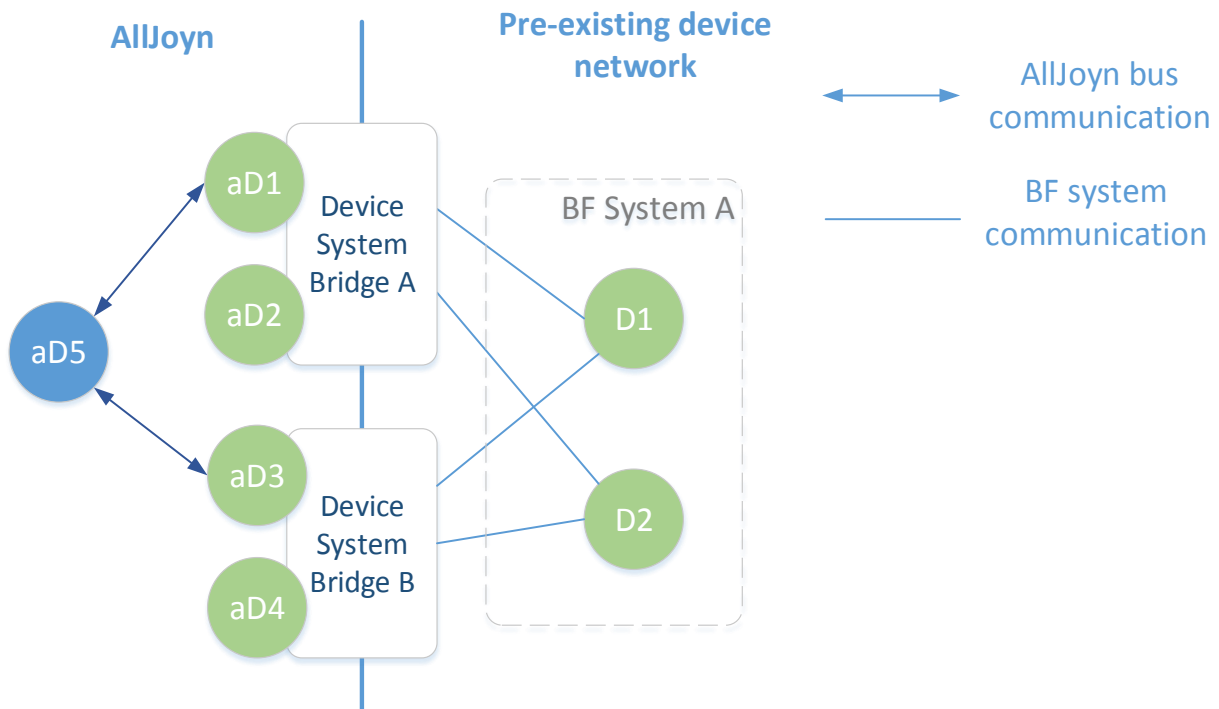 AllJoyn
Pre-existing device
network
AllJoyn bus
communication
BF system
communication
aD1
aD2
Device
System
Bridge A
BF System A
D1
aD5
aD3
aD4
Device
System
Bridge B
D2